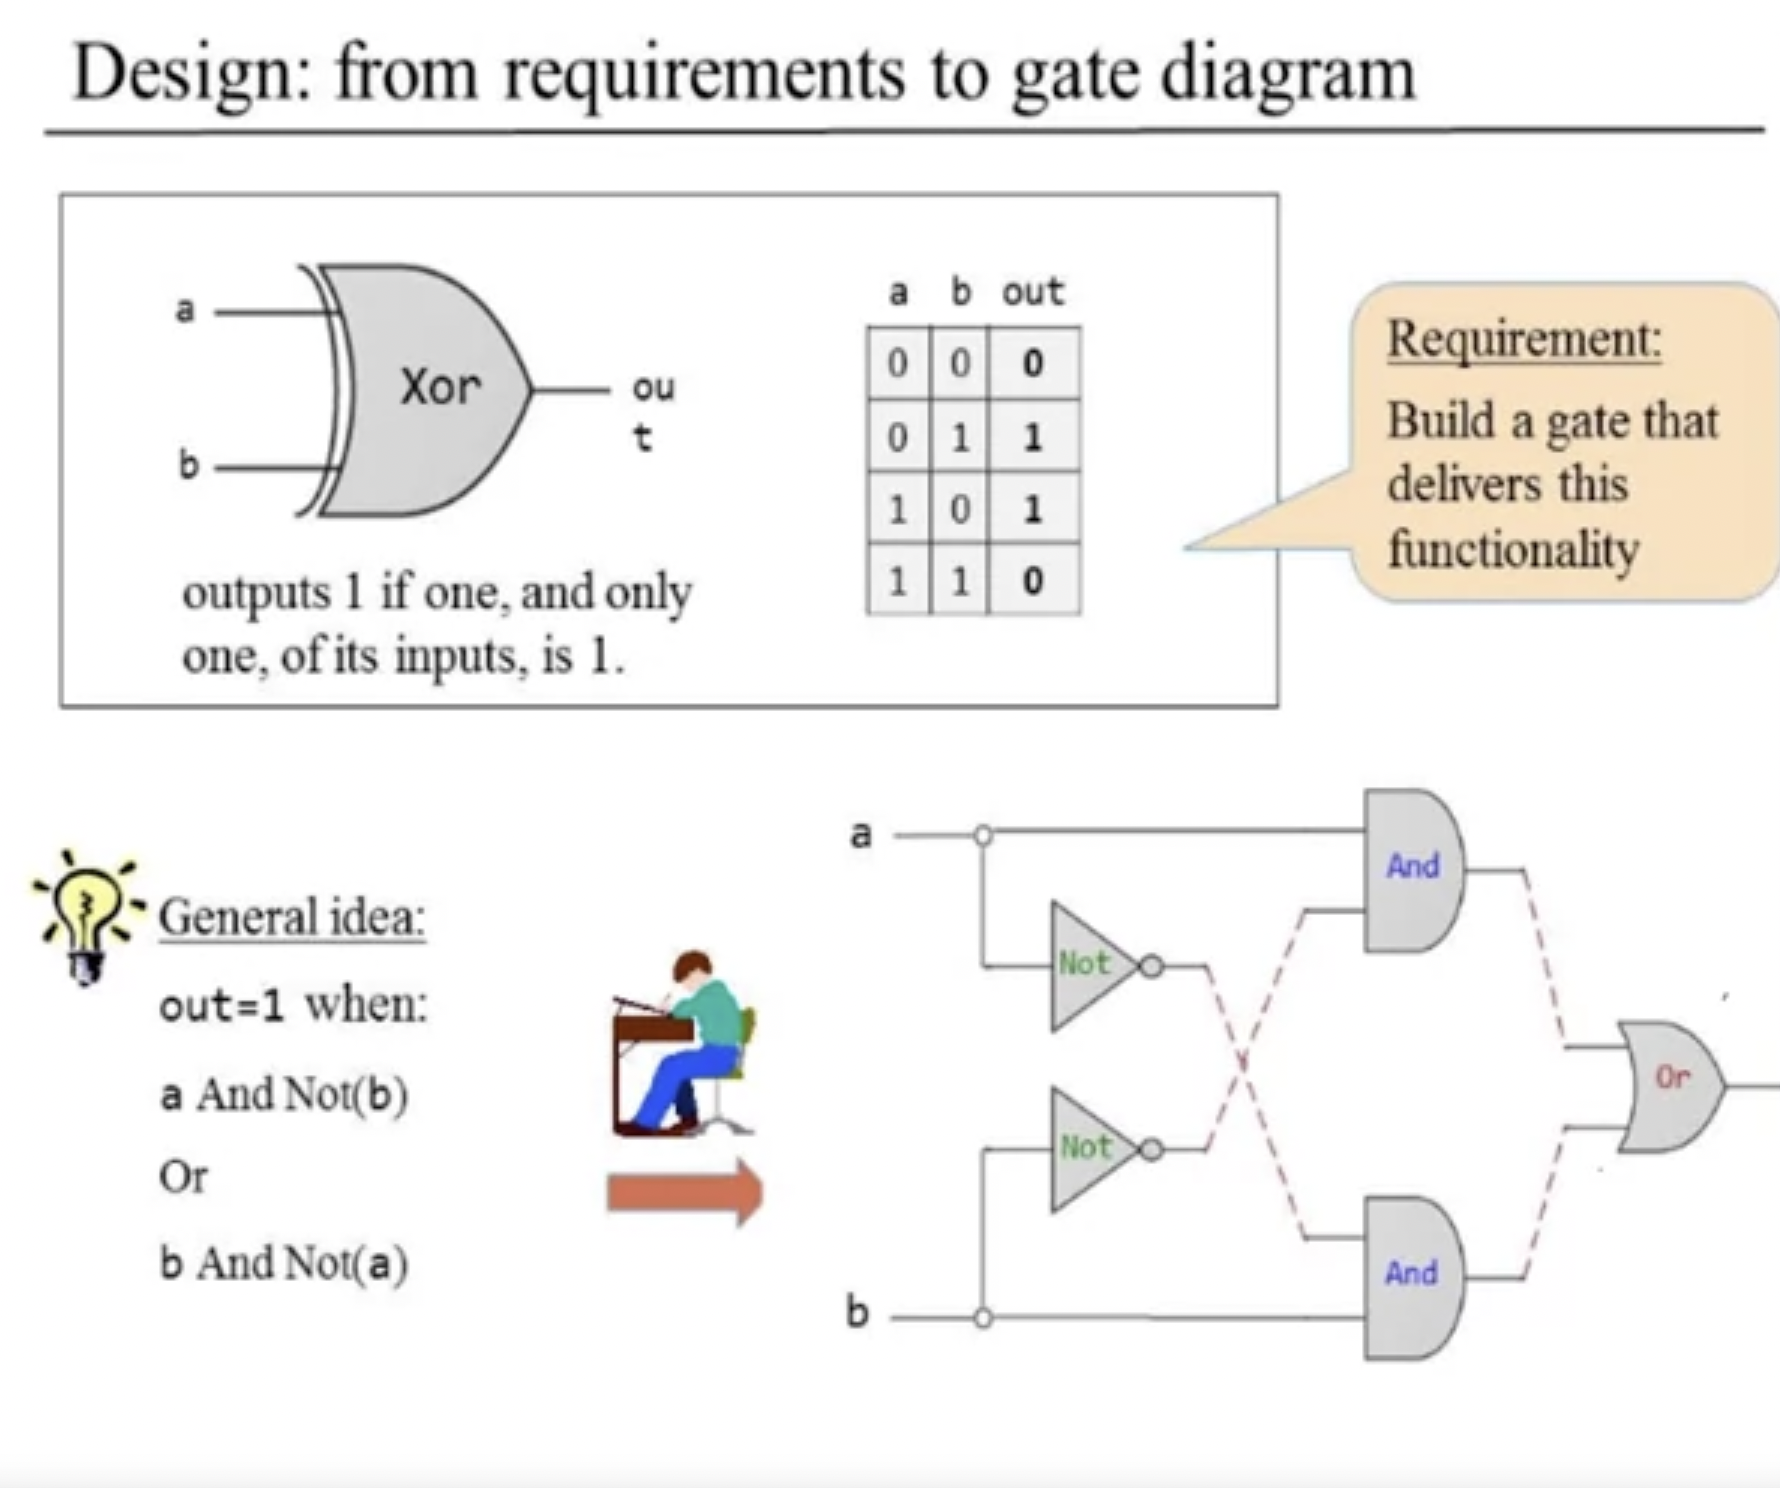 Design: from requirements to gate diagram
a
b
Xor
ou
t
outputs 1 if one, and only
one, of its inputs, is 1.
a b out
0 0 0
0 1 1
1 0 1
1 1 0
Requirement:
Build a gate that
delivers this
functionality
General idea:
out=1 when:
a And Not(b)
Or
b And Not(a)
a
And
Not
Or
Not
And
b